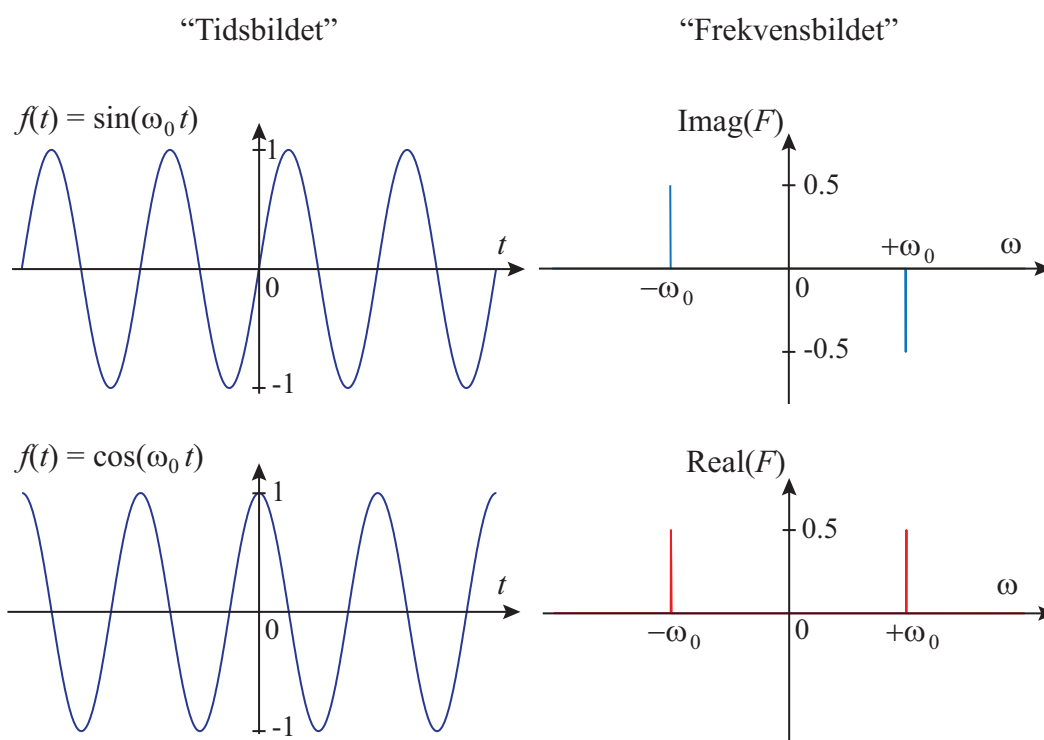 “Tidsbildet”
“Frekvensbildet”
f(t) = sin(ω₀ t)
1
t
0
-1
Imag(F)
0.5
+ω₀
ω
−ω₀
0
-0.5
f(t) = cos(ω₀ t)
1
t
0
-1
Real(F)
0.5
ω
−ω₀
0
+ω₀